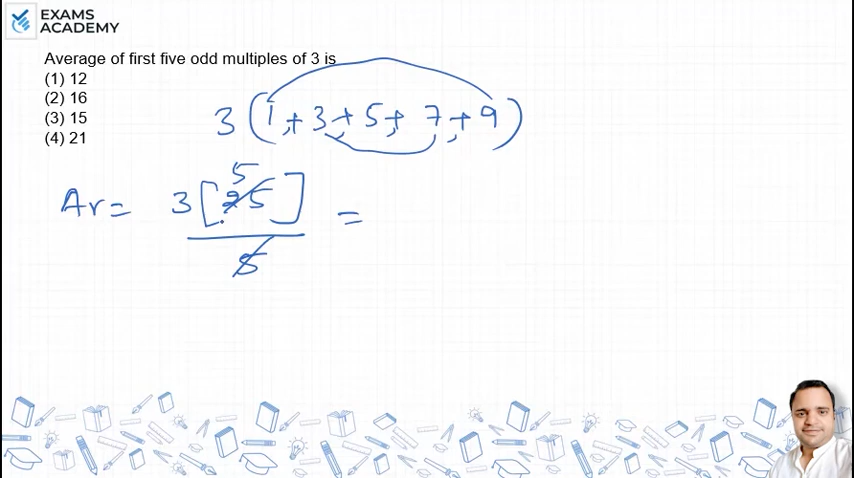 EXAMS
ACADEMY
Average of first five odd multiples of 3 is
(1) 12
(2) 16
(3) 15
(4) 21
3 (1 + 3 + 5 + 7 + 9)
5
Av = 3 [25] =
5